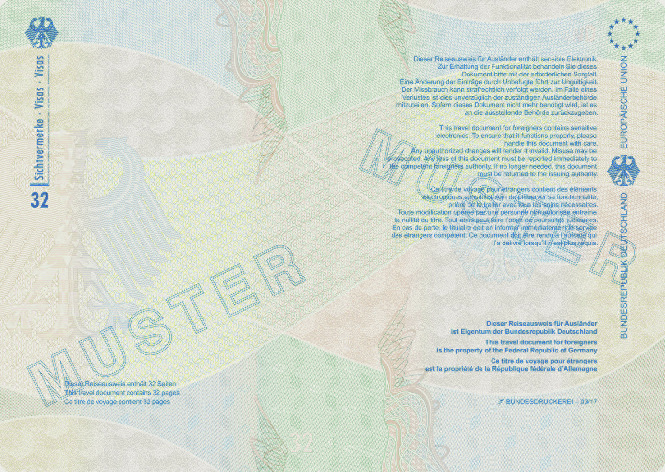 Sichtvermerke · Visas · Visas
32
MUSTER
Dieser Reiseausweis enthält 32 Seiten
This travel document contains 32 pages
Ce titre de voyage contient 32 pages
Dieser Reiseausweis für Ausländer enthält sensible Elektronik.
Zur Erhaltung der Funktionalität behandeln Sie dieses
Dokument bitte mit der erforderlichen Sorgfalt.
Eine Änderung der Einträge durch Unbefugte führt zur Ungültigkeit.
Der Missbrauch kann strafrechtlich verfolgt werden. Im Falle eines
Verlustes ist dies unverzüglich der zuständigen Ausländerbehörde
mitzuteilen. Sofern dieses Dokument nicht mehr benötigt wird, ist es
an die ausstellende Behörde zurückzugeben.
This travel document for foreigners contains sensitive
electronics. To ensure that it functions properly, please
handle this document with care.
Any unauthorized changes will render it invalid. Misuse may be
prosecuted. Any loss of this document must be reported immediately to
the competent foreigners authority. If no longer needed, this document
must be returned to the issuing authority.
Ce titre de voyage pour étrangers contient des éléments
électroniques sensibles. Afin de préserver sa fonctionnalité,
prière de le traiter avec tous les soins nécessaires.
Toute modification opérée par une personne non autorisée entraîne
la nullité du titre. Tout abus peut faire l'objet de poursuites judiciaires.
En cas de perte, le titulaire doit en informer immédiatement le service
des étrangers compétent. Ce document doit être rendu à l'autorité qui
l'a délivré lorsqu'il n'est plus requis.
MUSTER
Dieser Reiseausweis für Ausländer
ist Eigentum der Bundesrepublik Deutschland
This travel document for foreigners
is the property of the Federal Republic of Germany
Ce titre de voyage pour étrangers
est la propriété de la République fédérale d'Allemagne
BUNDESDRUCKEREI – 03/17
BUNDESREPUBLIK DEUTSCHLAND
EUROPÄISCHE UNION